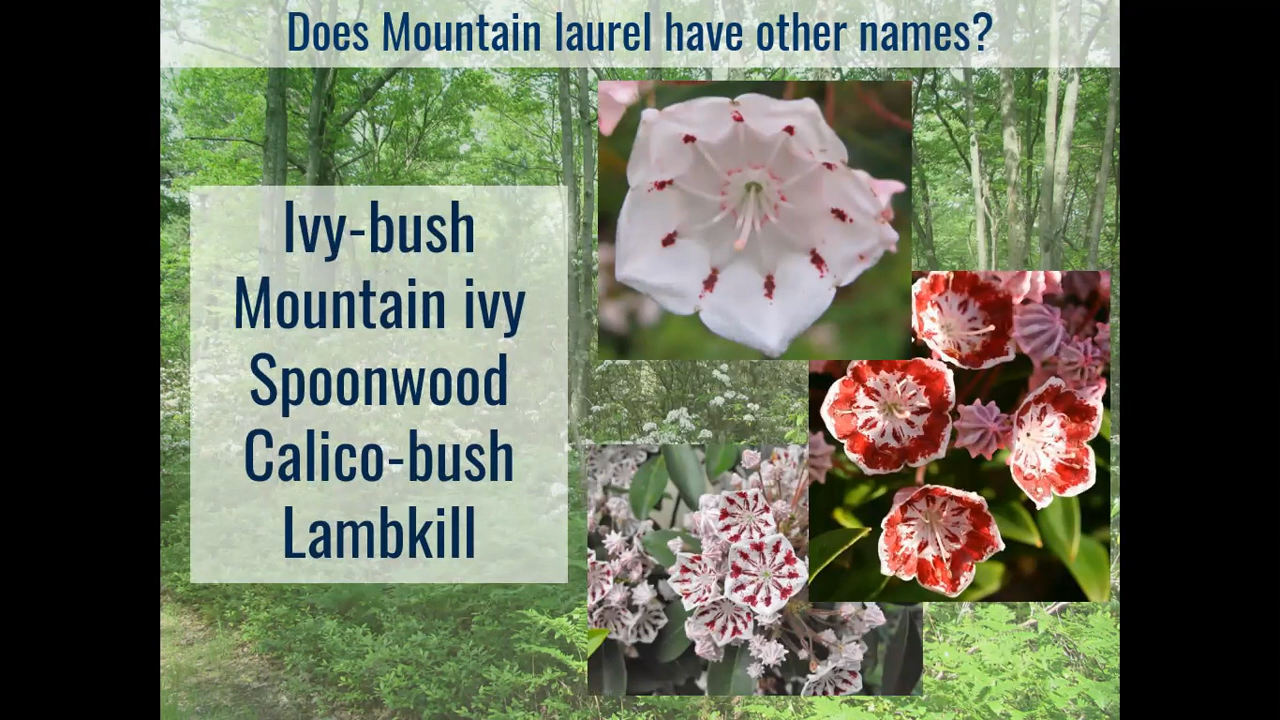 Does Mountain laurel have other names?
Ivy-bush
Mountain ivy
Spoonwood
Calico-bush
Lambkill